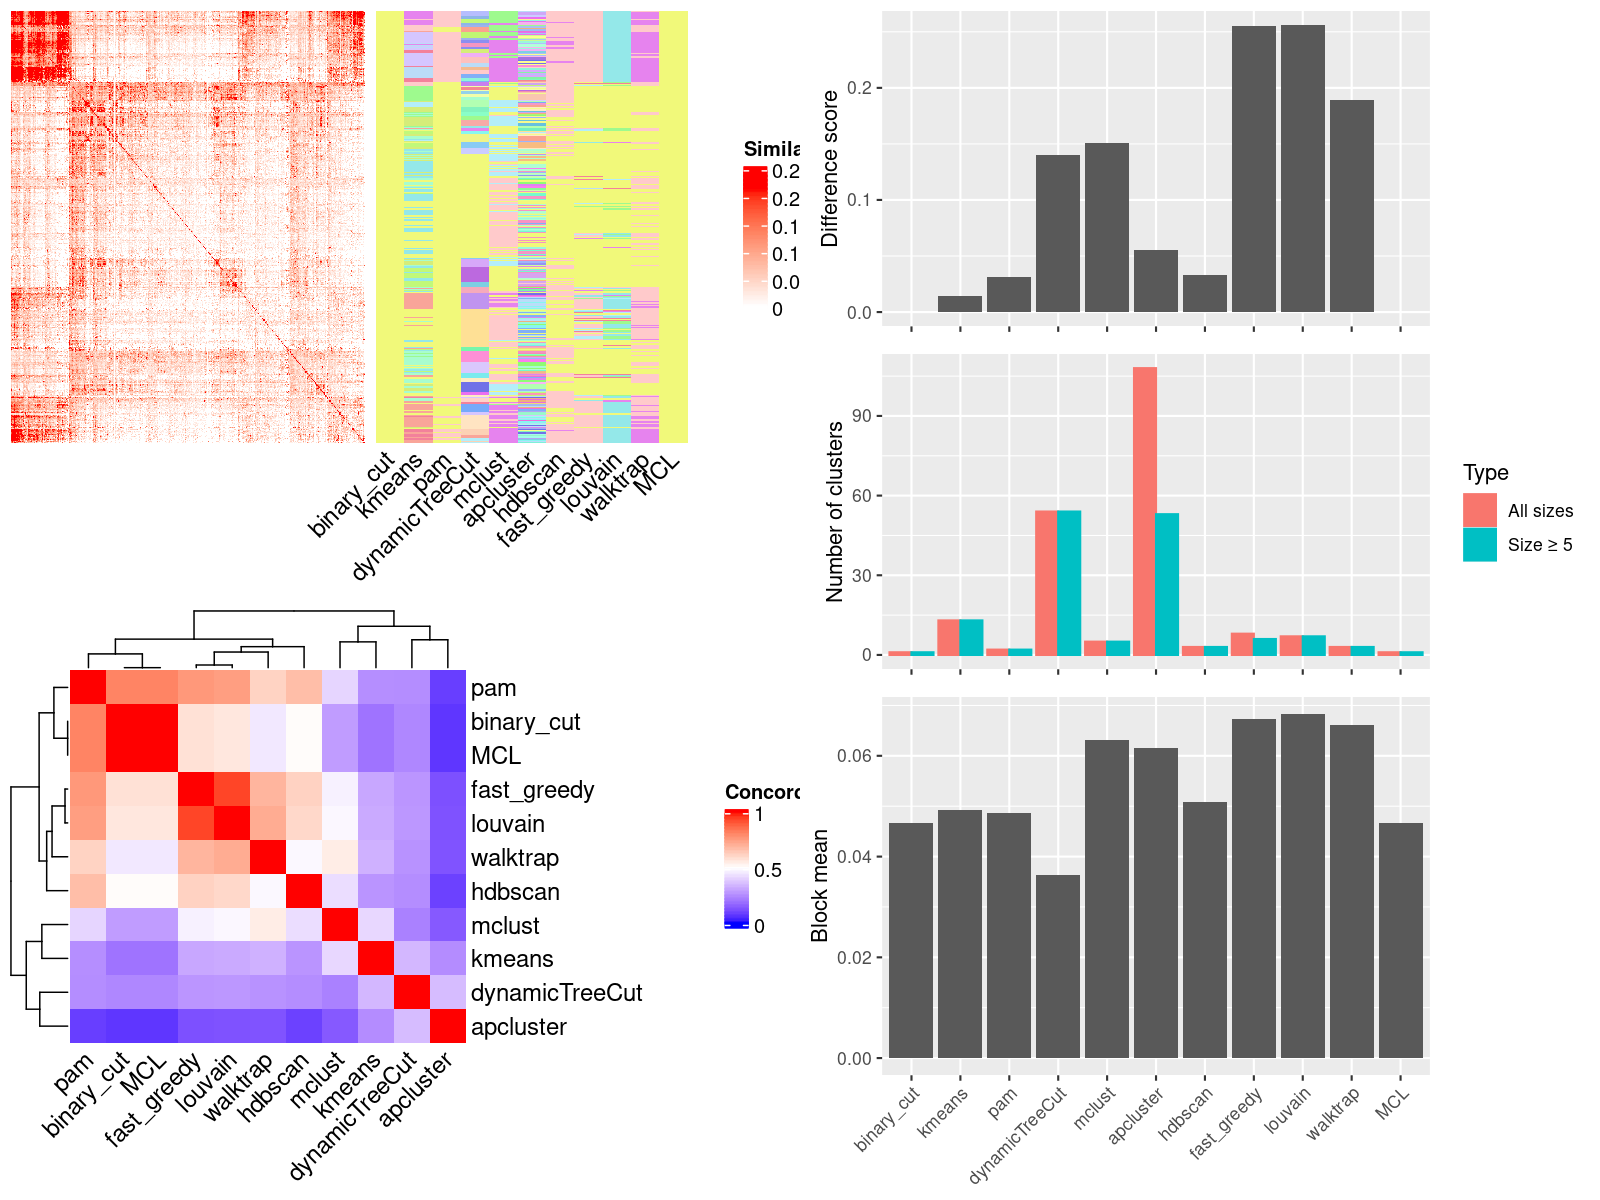 Simila
0.2
0.2
0.1
0.1
0.0
0
binary_cut
kmeans
pam
dynamicTreeCut
mclust
apcluster
hdbscan
fast_greedy
louvain
walktrap
MCL
pam
binary_cut
MCL
fast_greedy
louvain
walktrap
hdbscan
mclust
kmeans
dynamicTreeCut
apcluster
pam
binary_cut
MCL
fast_greedy
louvain
walktrap
hdbscan
mclust
kmeans
dynamicTreeCut
apcluster
Concord
1
0.5
0
Difference score
0.2
0.1
0.0
Number of clusters
90
60
30
0
Type
All sizes
Size ≥ 5
Block mean
0.06
0.04
0.02
0.00
binary_cut
kmeans
pam
dynamicTreeCut
mclust
apcluster
hdbscan
fast_greedy
louvain
walktrap
MCL